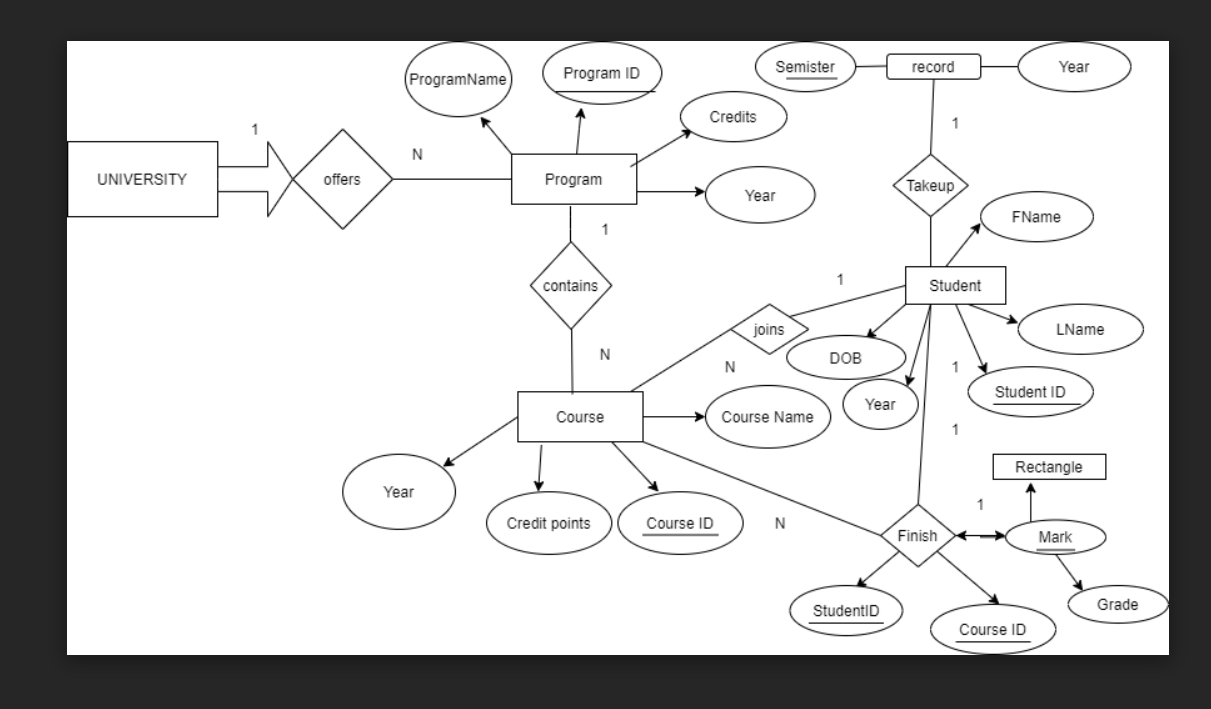 ProgramName
Program ID
Semister
record
Year
Credits
1
1
N
UNIVERSITY
offers
Program
Year
Takeup
FName
1
contains
1
Student
joins
LName
N
N
DOB
1
Year
Student ID
Course
Course Name
1
Rectangle
Year
Credit points
Course ID
N
1
Finish
Mark
StudentID
Grade
Course ID